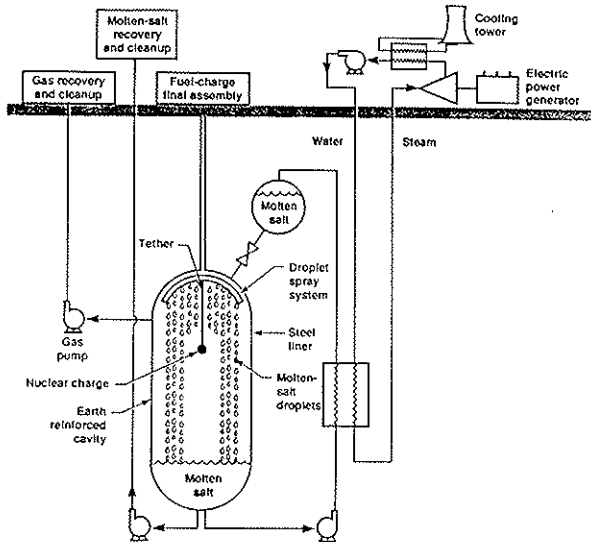 Molten-salt
recovery
and cleanup
Cooling
tower
Gas recovery
and cleanup
Fuel-charge
final assembly
Electric
power
generator
Water
Steam
Molten
salt
Tether
Droplet
spray
system
Steel
liner
Gas
pump
Nuclear charge
Molten-
salt
droplets
Earth
reinforced
cavity
Molten
salt